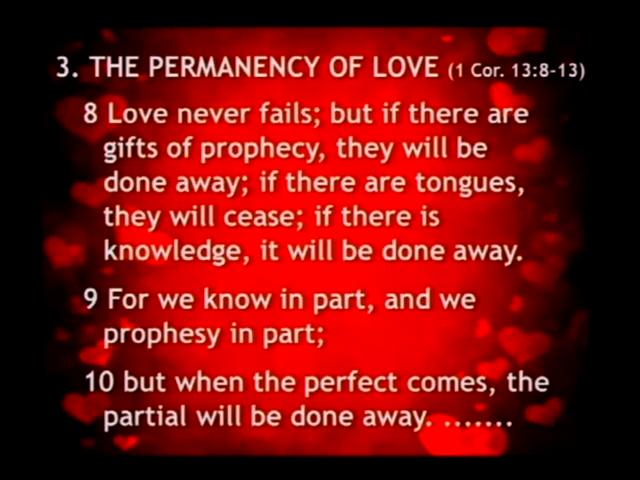 3. THE PERMANENCY OF LOVE (1 Cor. 13:8-13)
8 Love never fails; but if there are
gifts of prophecy, they will be
done away; if there are tongues,
they will cease; if there is
knowledge, it will be done away.
9 For we know in part, and we
prophesy in part;
10 but when the perfect comes, the
partial will be done away. .......